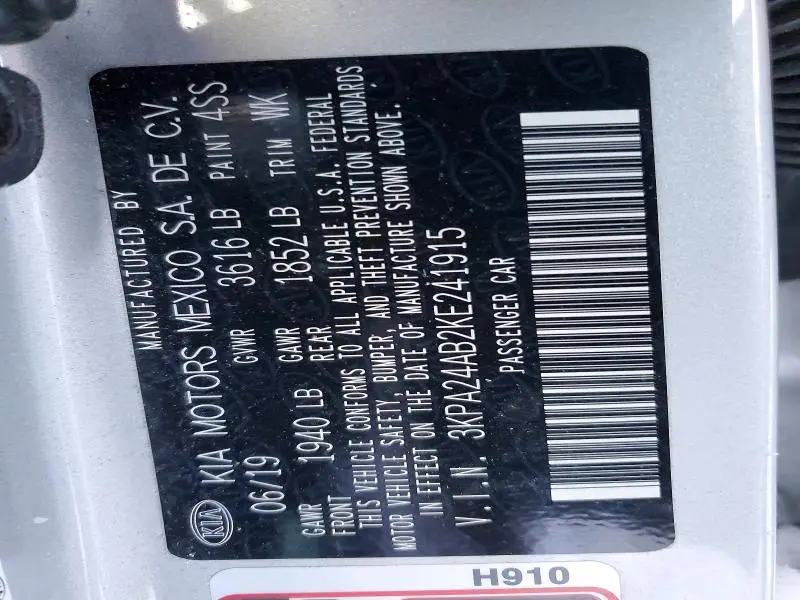 MANUFACTURED BY
KIA KIA MOTORS MEXICO S.A. DE C.V.
06/19 GVWR 3616 LB PAINT 4SS
GAWR FRONT 1940 LB GAWR REAR 1852 LB TRIM WK
THIS VEHICLE CONFORMS TO ALL APPLICABLE U.S.A. FEDERAL
MOTOR VEHICLE SAFETY, BUMPER, AND THEFT PREVENTION STANDARDS
IN EFFECT ON THE DATE OF MANUFACTURE SHOWN ABOVE.
V.I.N. 3KPA24AB2KE241915
PASSENGER CAR
H910